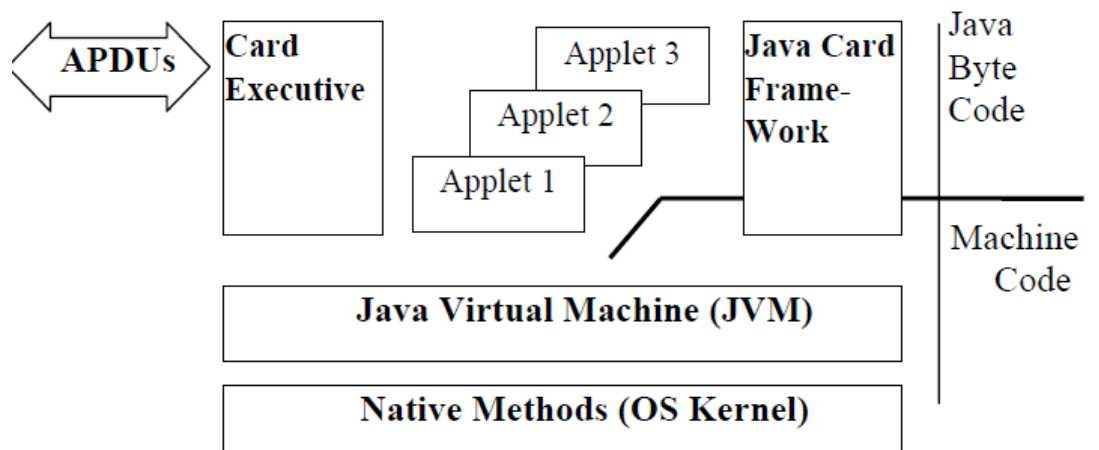 APDUs
Card
Executive
Applet 3
Applet 2
Applet 1
Java Card
Frame-
Work
Java
Byte
Code
Machine
Code
Java Virtual Machine (JVM)
Native Methods (OS Kernel)